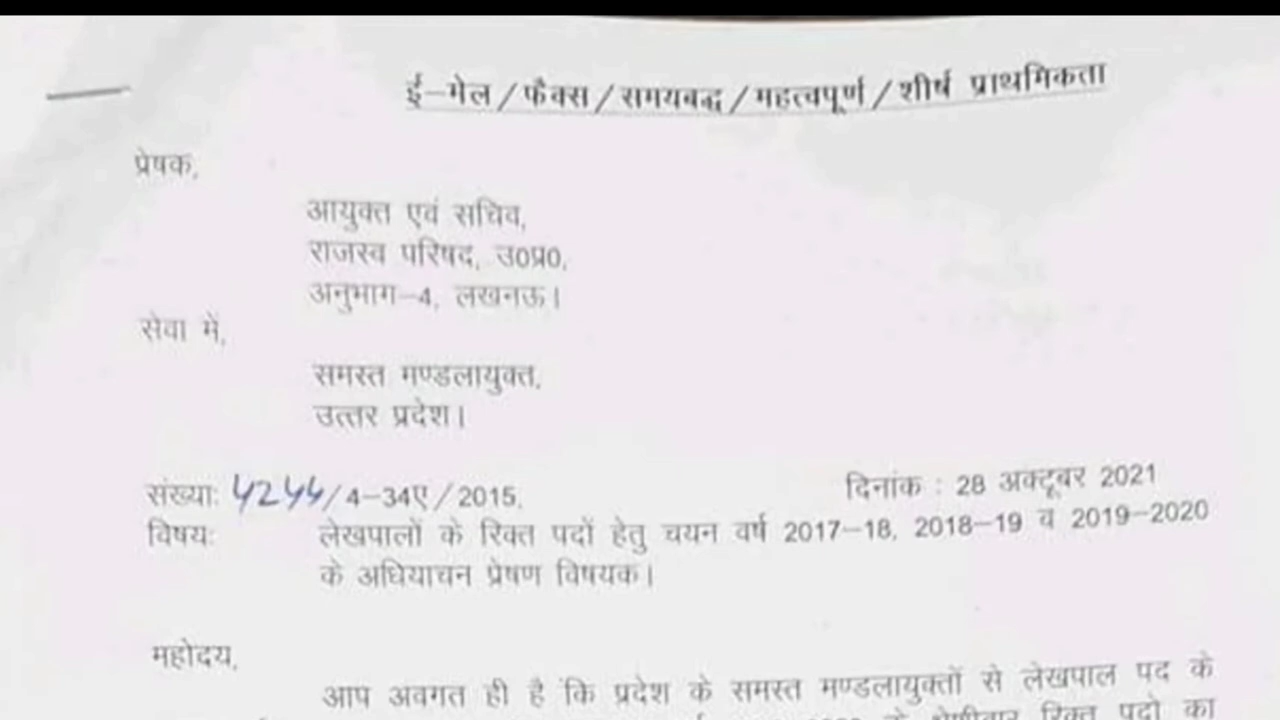 ई–मेल/फैक्स/समयबद्ध/महत्वपूर्ण/शीर्ष प्राथमिकता
प्रेषक,
आयुक्त एवं सचिव,
राजस्व परिषद, उ0प्र0,
अनुभाग–4, लखनऊ।
सेवा में,
समस्त मण्डलायुक्त,
उत्तर प्रदेश।
संख्या: /4–34ए/2015, दिनांक : 28 अक्टूबर 2021
विषय: लेखपालों के रिक्त पदों हेतु चयन वर्ष 2017–18, 2018–19 व 2019–2020
के अधियाचन प्रेषण विषयक।
महोदय,
आप अवगत ही है कि प्रदेश के समस्त मण्डलायुक्तों से लेखपाल पद के
श्रेणीवार रिक्त पदो का